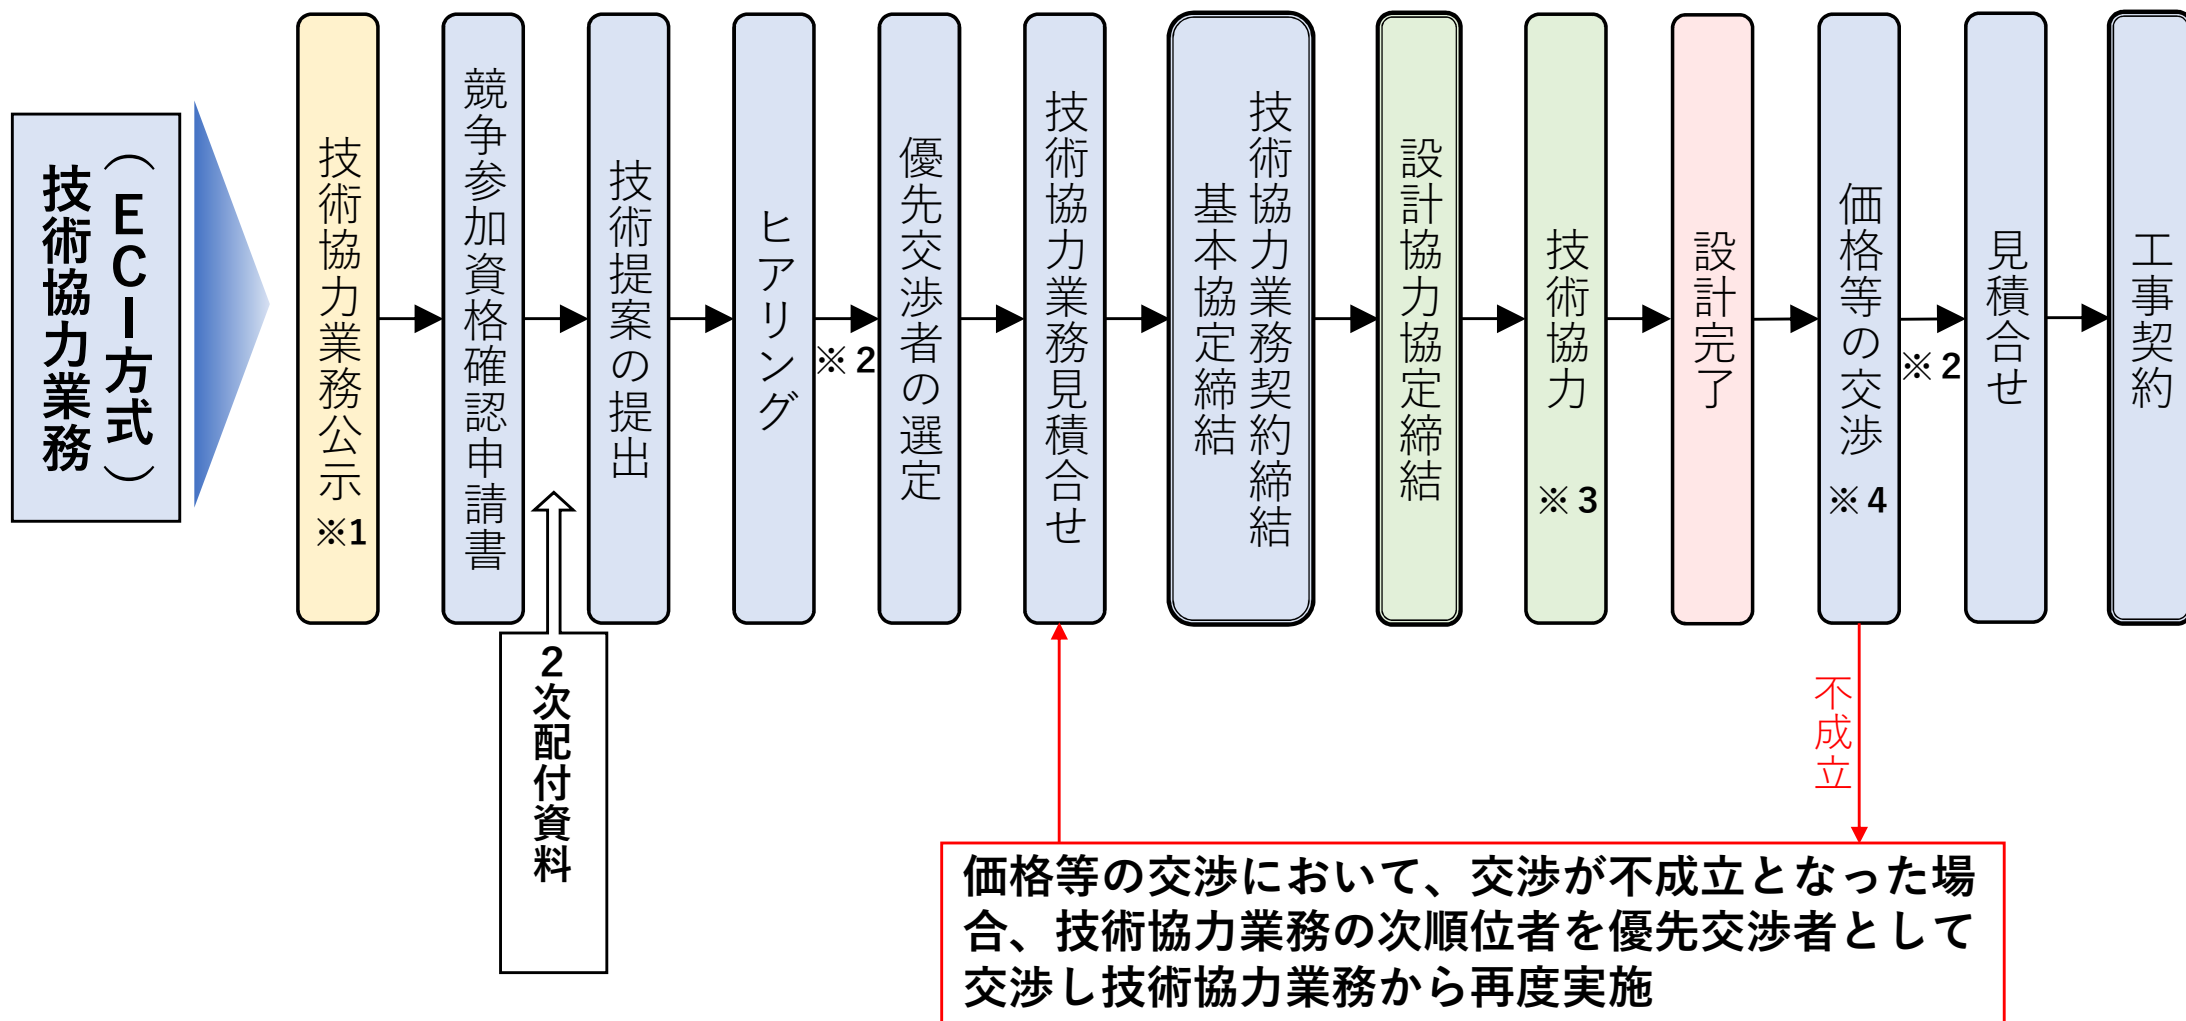 技術協力業務
（ＥＣＩ方式）
技術協力業務公示
※1
競争参加資格確認申請書
２次配付資料
技術提案の提出
ヒアリング
※２
優先交渉者の選定
技術協力業務見積合せ
技術協力業務契約締結
基本協定締結
設計協力協定締結
技術協力
※３
設計完了
価格等の交渉
※４
※２
見積合せ
工事契約
不成立
価格等の交渉において、交渉が不成立となった場
合、技術協力業務の次順位者を優先交渉者として
交渉し技術協力業務から再度実施